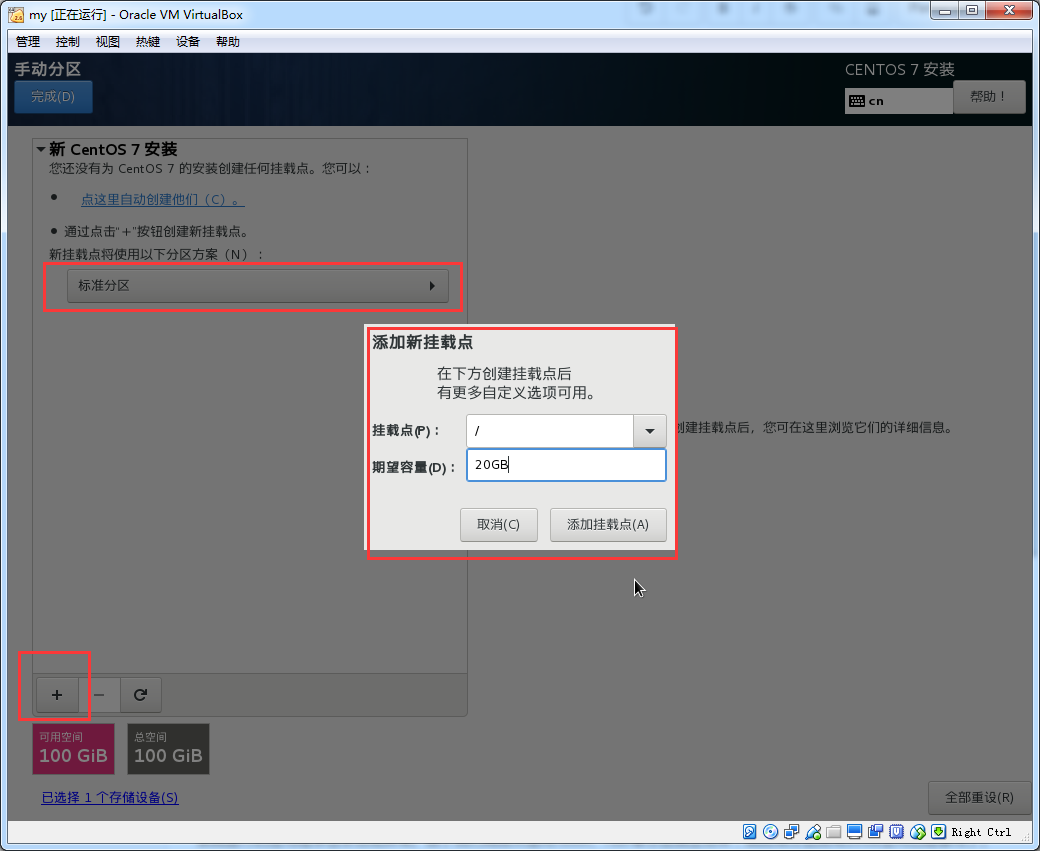 my [正在运行] - Oracle VM VirtualBox
管理 控制 视图 热键 设备 帮助
手动分区
完成(D)
CENTOS 7 安装
cn
帮助！
新 CentOS 7 安装
您还没有为 CentOS 7 的安装创建任何挂载点。您可以：
点这里自动创建他们（C）。
通过点击“+”按钮创建新挂载点。
新挂载点将使用以下分区方案（N）：
标准分区
添加新挂载点
在下方创建挂载点后
有更多自定义选项可用。
挂载点(P)： /
期望容量(D)： 20GB
取消(C) 添加挂载点(A)
创建挂载点后，您可在这里浏览它们的详细信息。
+ −
可用空间
100 GiB
总空间
100 GiB
已选择 1 个存储设备(S)
全部重设(R)
Right Ctrl